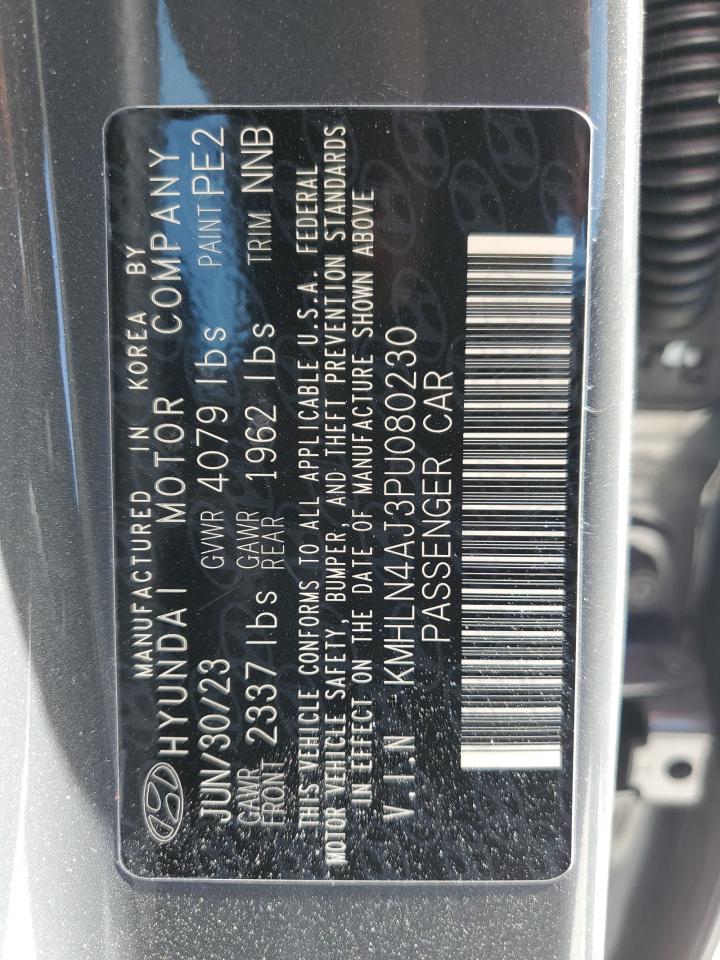 MANUFACTURED IN KOREA BY
HYUNDAI MOTOR COMPANY
JUN/30/23 GVWR 4079 lbs PAINT PE2
GAWR FRONT 2337 lbs GAWR REAR 1962 lbs TRIM NNB
THIS VEHICLE CONFORMS TO ALL APPLICABLE U.S.A. FEDERAL
MOTOR VEHICLE SAFETY, BUMPER, AND THEFT PREVENTION STANDARDS
IN EFFECT ON THE DATE OF MANUFACTURE SHOWN ABOVE
V.I.N KMHLN4AJ3PU080230
PASSENGER CAR